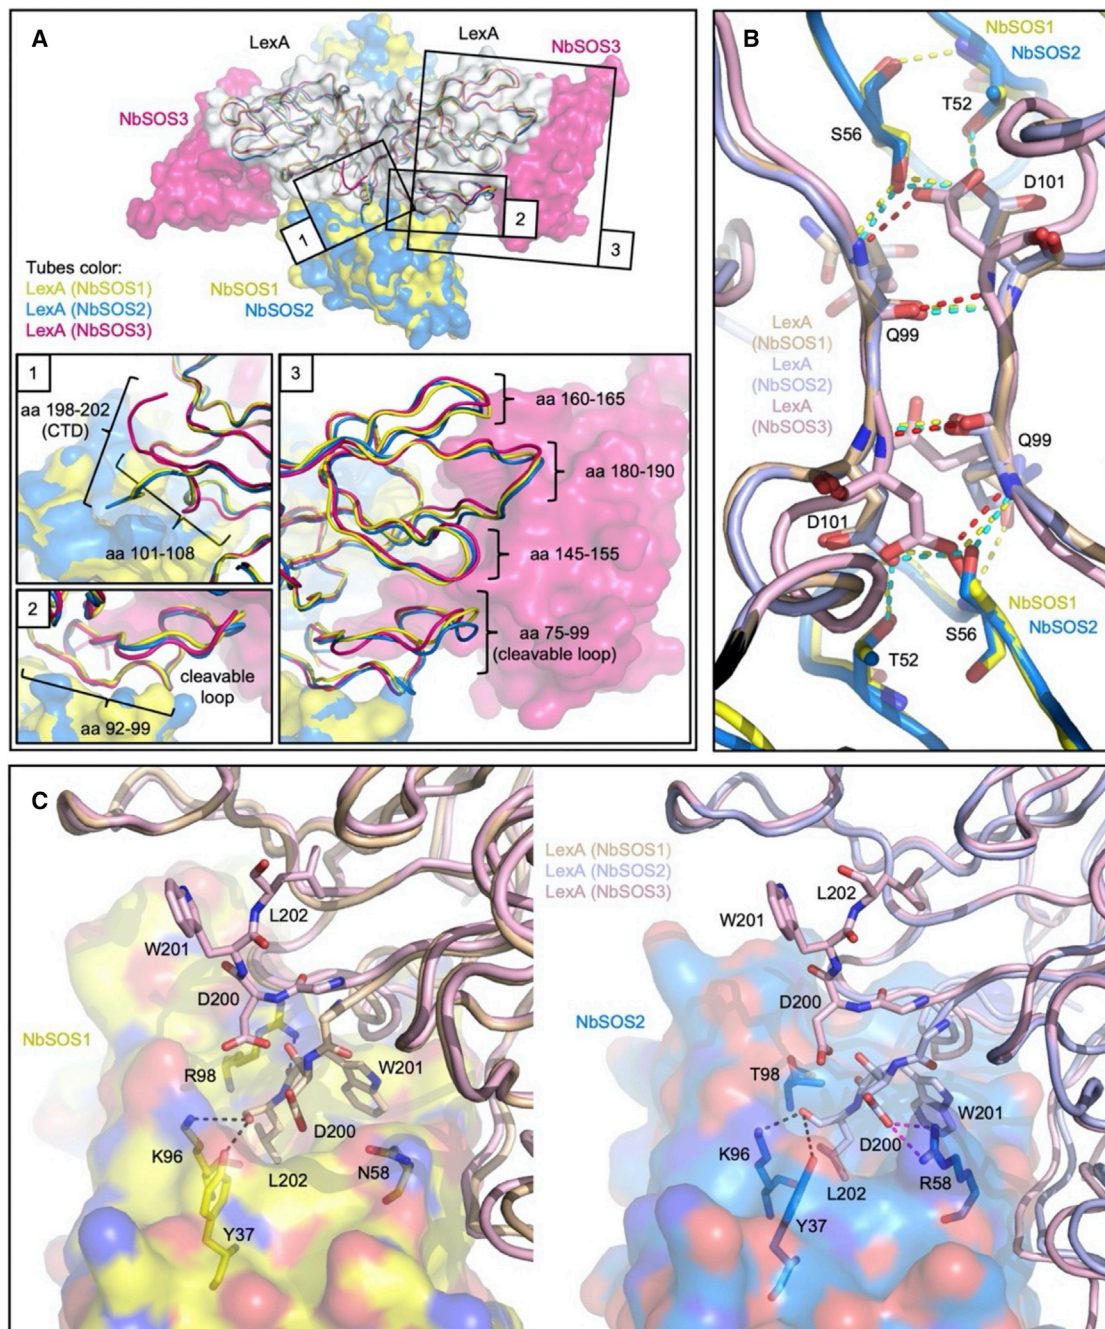 A
LexA
LexA
NbSOS3
NbSOS3
1
2
3
Tubes color:
LexA (NbSOS1)
LexA (NbSOS2)
LexA (NbSOS3)
NbSOS1
NbSOS2
1
aa 198-202
(CTD)
aa 101-108
2
cleavable
loop
aa 92-99
3
aa 160-165
aa 180-190
aa 145-155
aa 75-99
(cleavable loop)
B
NbSOS1
NbSOS2
T52
S56
D101
Q99
LexA
(NbSOS1)
LexA
(NbSOS2)
LexA
(NbSOS3)
Q99
D101
NbSOS1
NbSOS2
S56
T52
C
L202
W201
D200
NbSOS1
R98
W201
D200
K96
L202
N58
Y37
LexA (NbSOS1)
LexA (NbSOS2)
LexA (NbSOS3)
L202
W201
D200
NbSOS2
T98
W201
D200
K96
R58
L202
Y37